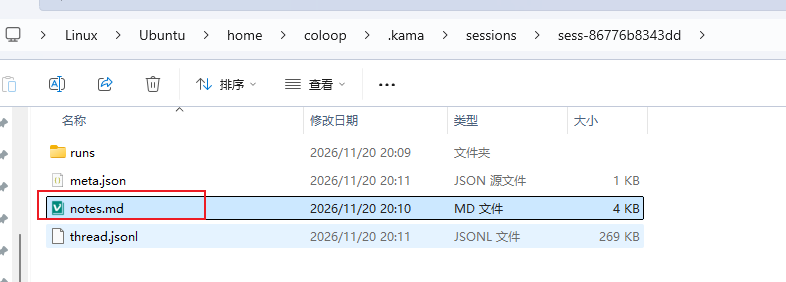 Linux > Ubuntu > home > coloop > .kama > sessions > sess-86776b8343dd >
排序 查看 ...
名称 修改日期 类型 大小
runs 2026/11/20 20:09 文件夹
meta.json 2026/11/20 20:11 JSON 源文件 1 KB
notes.md 2026/11/20 20:10 MD 文件 4 KB
thread.jsonl 2026/11/20 20:11 JSONL 文件 269 KB